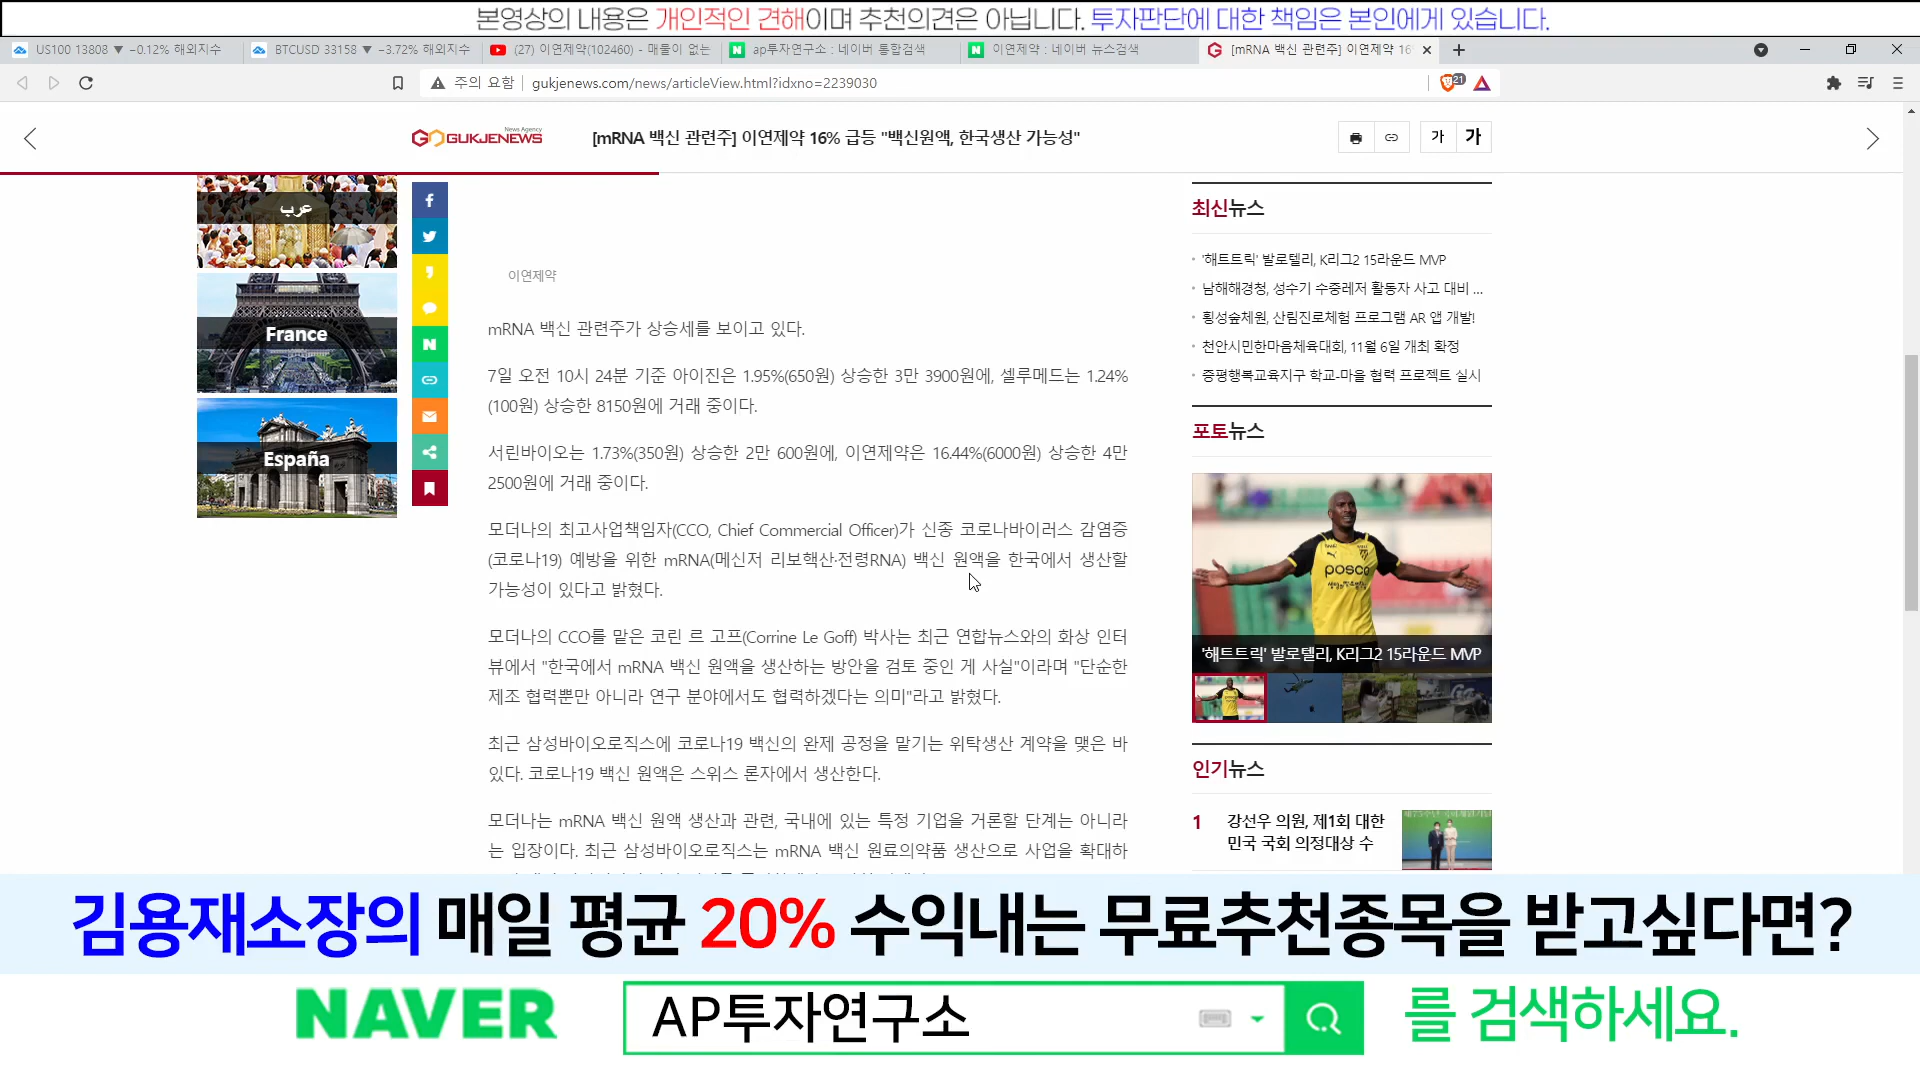 본영상의 내용은 개인적인 견해이며 추천의견은 아닙니다. 투자판단에 대한 책임은 본인에게 있습니다.
US100 13808 ▼ −0.12% 해외지수
BTCUSD 33158 ▼ −3.72% 해외지수
(27) 이연제약(102460) - 매물이 없는
ap투자연구소 : 네이버 통합검색
이연제약 : 네이버 뉴스검색
[mRNA 백신 관련주] 이연제약 16
주의 요함
gukjenews.com/news/articleView.html?idxno=2239030
21
News Agency
GUKJENEWS
[mRNA 백신 관련주] 이연제약 16% 급등 "백신원액, 한국생산 가능성"
가 가
عرب
France
España
이연제약
mRNA 백신 관련주가 상승세를 보이고 있다.
7일 오전 10시 24분 기준 아이진은 1.95%(650원) 상승한 3만 3900원에, 셀루메드는 1.24%
(100원) 상승한 8150원에 거래 중이다.
서린바이오는 1.73%(350원) 상승한 2만 600원에, 이연제약은 16.44%(6000원) 상승한 4만
2500원에 거래 중이다.
모더나의 최고사업책임자(CCO, Chief Commercial Officer)가 신종 코로나바이러스 감염증
(코로나19) 예방을 위한 mRNA(메신저 리보핵산·전령RNA) 백신 원액을 한국에서 생산할
가능성이 있다고 밝혔다.
모더나의 CCO를 맡은 코린 르 고프(Corrine Le Goff) 박사는 최근 연합뉴스와의 화상 인터
뷰에서 "한국에서 mRNA 백신 원액을 생산하는 방안을 검토 중인 게 사실"이라며 "단순한
제조 협력뿐만 아니라 연구 분야에서도 협력하겠다는 의미"라고 밝혔다.
최근 삼성바이오로직스에 코로나19 백신의 완제 공정을 맡기는 위탁생산 계약을 맺은 바
있다. 코로나19 백신 원액은 스위스 론자에서 생산한다.
모더나는 mRNA 백신 원액 생산과 관련, 국내에 있는 특정 기업을 거론할 단계는 아니라
는 입장이다. 최근 삼성바이오로직스는 mRNA 백신 원료의약품 생산으로 사업을 확대하
최신뉴스
'해트트릭' 발로텔리, K리그2 15라운드 MVP
남해해경청, 성수기 수중레저 활동자 사고 대비 ...
횡성숲체원, 산림진로체험 프로그램 AR 앱 개발!
천안시민한마음체육대회, 11월 6일 개최 확정
증평행복교육지구 학교-마을 협력 프로젝트 실시
포토뉴스
posco
'해트트릭' 발로텔리, K리그2 15라운드 MVP
인기뉴스
1 강선우 의원, 제1회 대한
민국 국회 의정대상 수
김용재소장의 매일 평균 20% 수익내는 무료추천종목을 받고싶다면?
NAVER AP투자연구소 를 검색하세요.